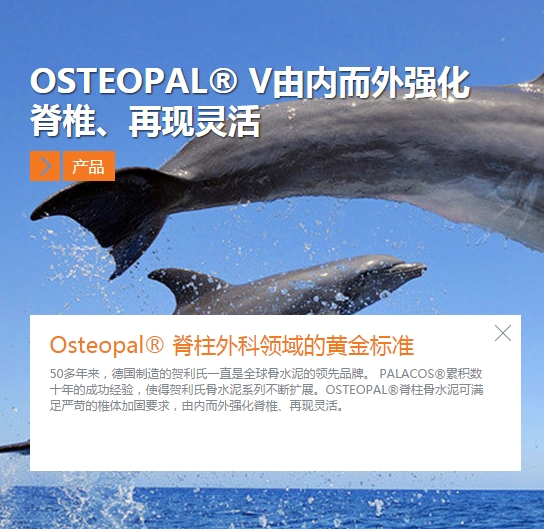 OSTEOPAL® V由内而外强化
脊椎、再现灵活
产品
Osteopal® 脊柱外科领域的黄金标准
50多年来，德国制造的贺利氏一直是全球骨水泥的领先品牌。 PALACOS®累积数
十年的成功经验，使得贺利氏骨水泥系列不断扩展。OSTEOPAL®脊柱骨水泥可满
足严苛的椎体加固要求，由内而外强化脊椎、再现灵活。